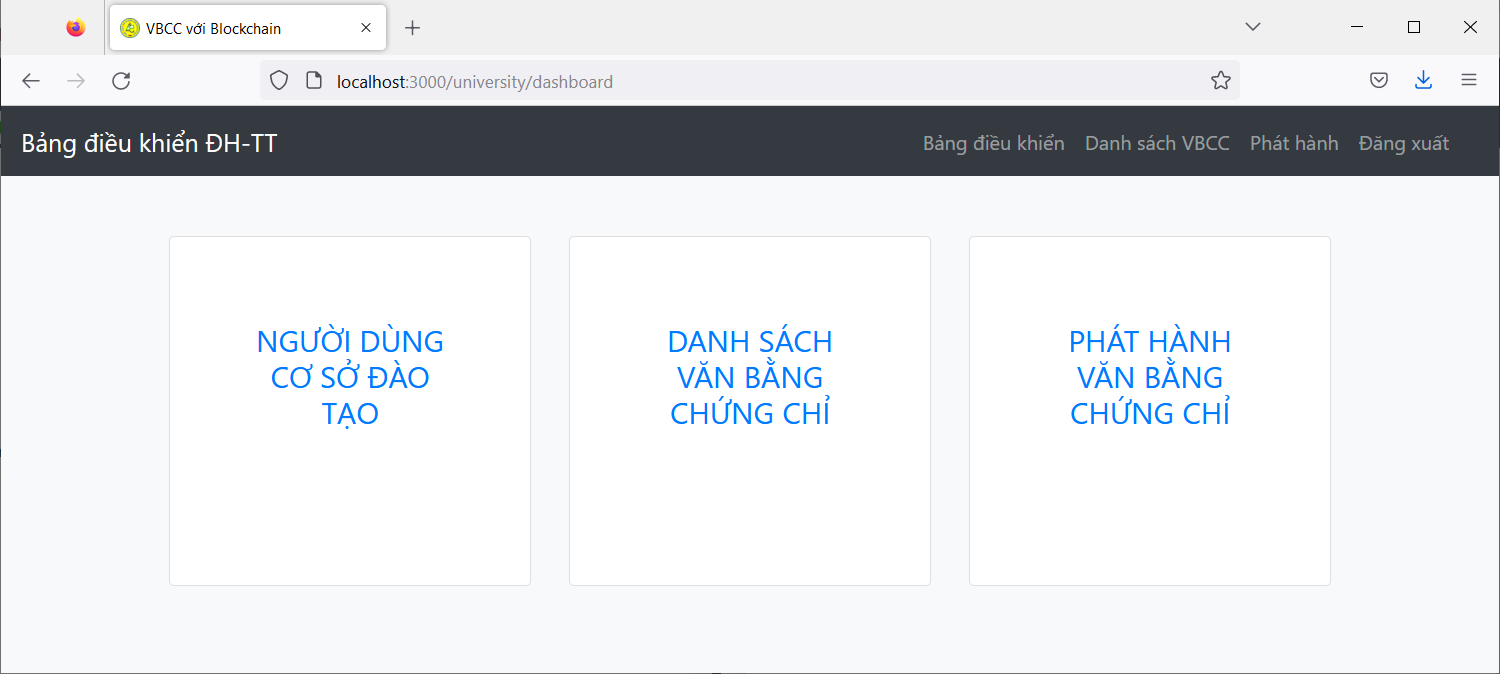 VBCC với Blockchain
localhost:3000/university/dashboard
Bảng điều khiển ĐH-TT
Bảng điều khiển
Danh sách VBCC
Phát hành
Đăng xuất
NGƯỜI DÙNG
CƠ SỞ ĐÀO
TẠO
DANH SÁCH
VĂN BẰNG
CHỨNG CHỈ
PHÁT HÀNH
VĂN BẰNG
CHỨNG CHỈ